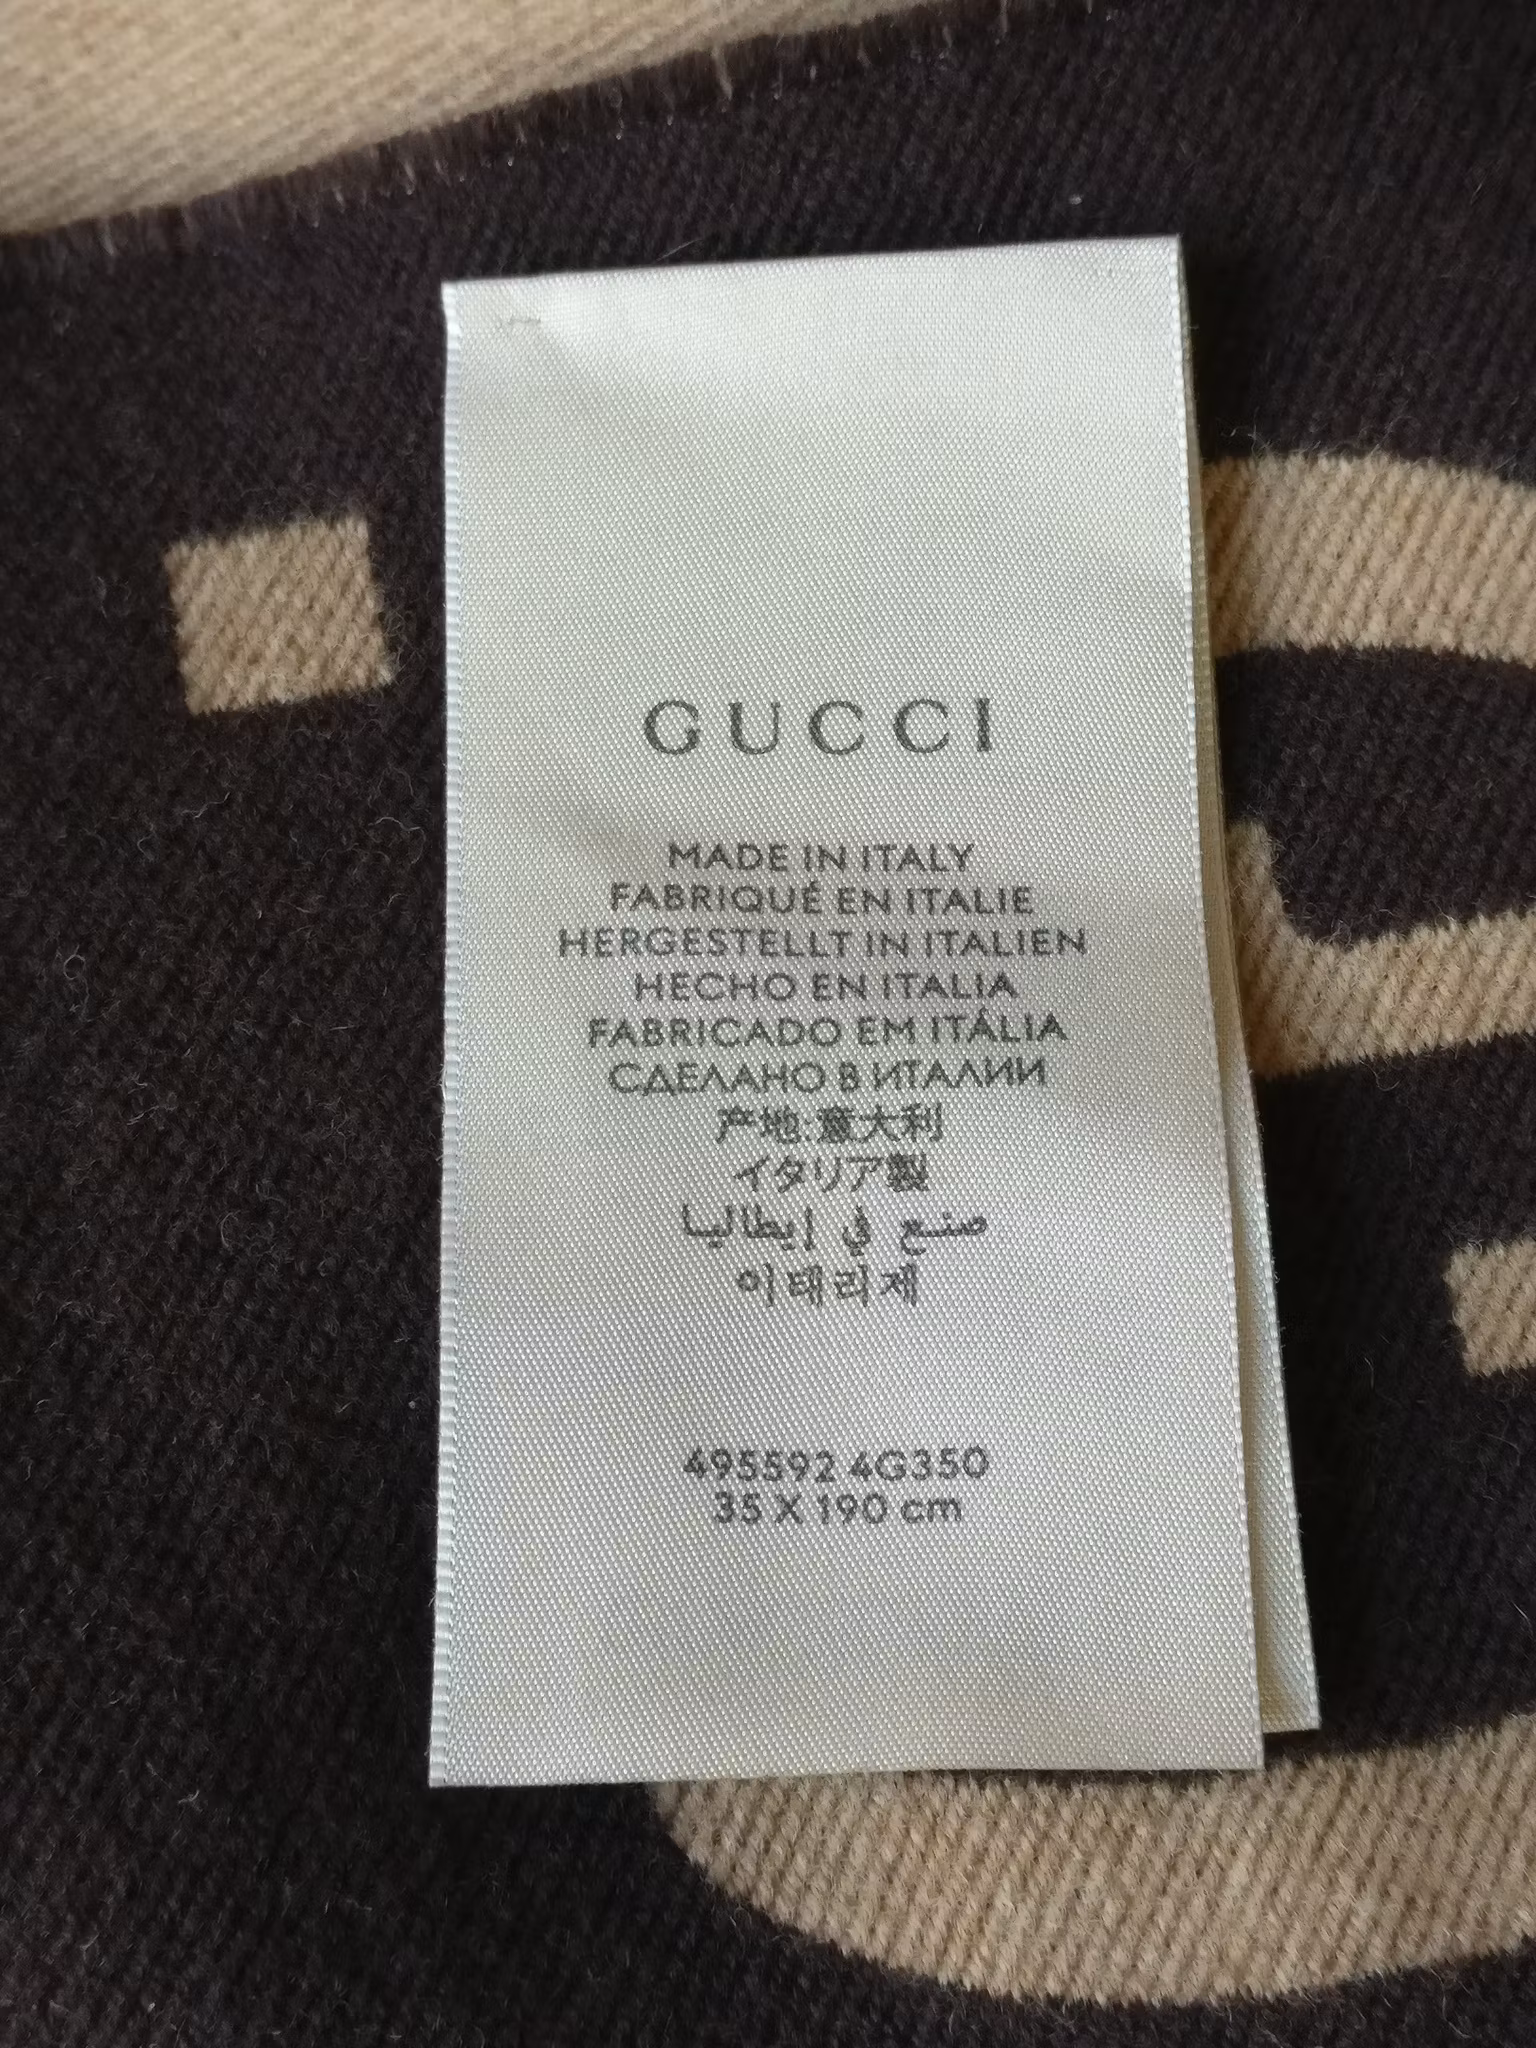 GUCCI
MADE IN ITALY
FABRIQUÉ EN ITALIE
HERGESTELLT IN ITALIEN
HECHO EN ITALIA
FABRICADO EM ITÁLIA
СДЕЛАНО В ИТАЛИИ
产地:意大利
イタリア製
صنع في إيطاليا
이태리제
495592 4G350
35 X 190 cm